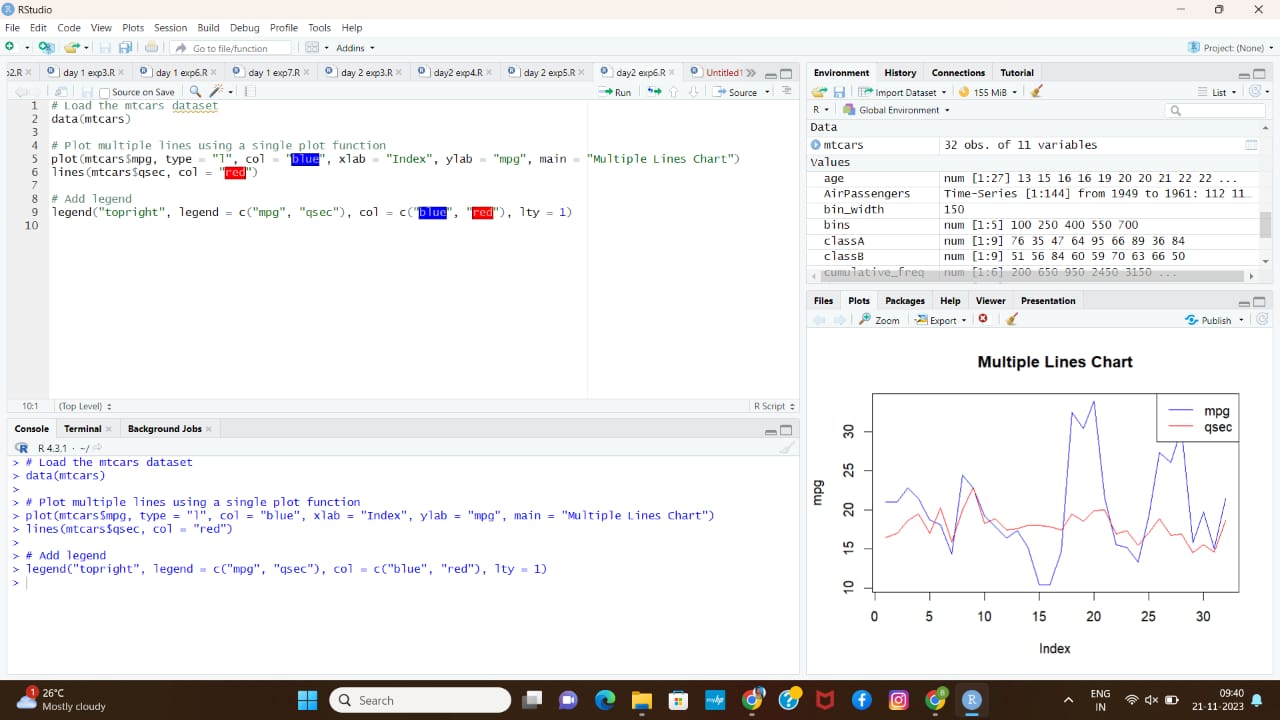 RStudio
File Edit Code View Plots Session Build Debug Profile Tools Help
Go to file/function Addins Project: (None)
o2.R day 1 exp3.R day 1 exp6.R day 1 exp7.R day 2 exp3.R day2 exp4.R day 2 exp5.R day2 exp6.R Untitled1
Source on Save Run Source
1 # Load the mtcars dataset
2 data(mtcars)
3
4 # Plot multiple lines using a single plot function
5 plot(mtcars$mpg, type = "l", col = "blue", xlab = "Index", ylab = "mpg", main = "Multiple Lines Chart")
6 lines(mtcars$qsec, col = "red")
7
8 # Add legend
9 legend("topright", legend = c("mpg", "qsec"), col = c("blue", "red"), lty = 1)
10
10:1 (Top Level) R Script
Console Terminal Background Jobs
R 4.3.1 · ~/
> # Load the mtcars dataset
> data(mtcars)
>
> # Plot multiple lines using a single plot function
> plot(mtcars$mpg, type = "l", col = "blue", xlab = "Index", ylab = "mpg", main = "Multiple Lines Chart")
> lines(mtcars$qsec, col = "red")
>
> # Add legend
> legend("topright", legend = c("mpg", "qsec"), col = c("blue", "red"), lty = 1)
>
Environment History Connections Tutorial
Import Dataset 155 MiB List
R Global Environment
Data
mtcars 32 obs. of 11 variables
Values
age num [1:27] 13 15 16 16 19 20 20 21 22 22 ...
AirPassengers Time-Series [1:144] from 1949 to 1961: 112 11...
bin_width 150
bins num [1:5] 100 250 400 550 700
classA num [1:9] 76 35 47 64 95 66 89 36 84
classB num [1:9] 51 56 84 60 59 70 63 66 50
cumulative_freq num [1:6] 200 650 950 2450 3150 ...
Files Plots Packages Help Viewer Presentation
Zoom Export Publish
Multiple Lines Chart
mpg
qsec
mpg
30
25
20
15
10
0 5 10 15 20 25 30
Index
1 26°C
Mostly cloudy
Search
ENG
IN
09:40
21-11-2023